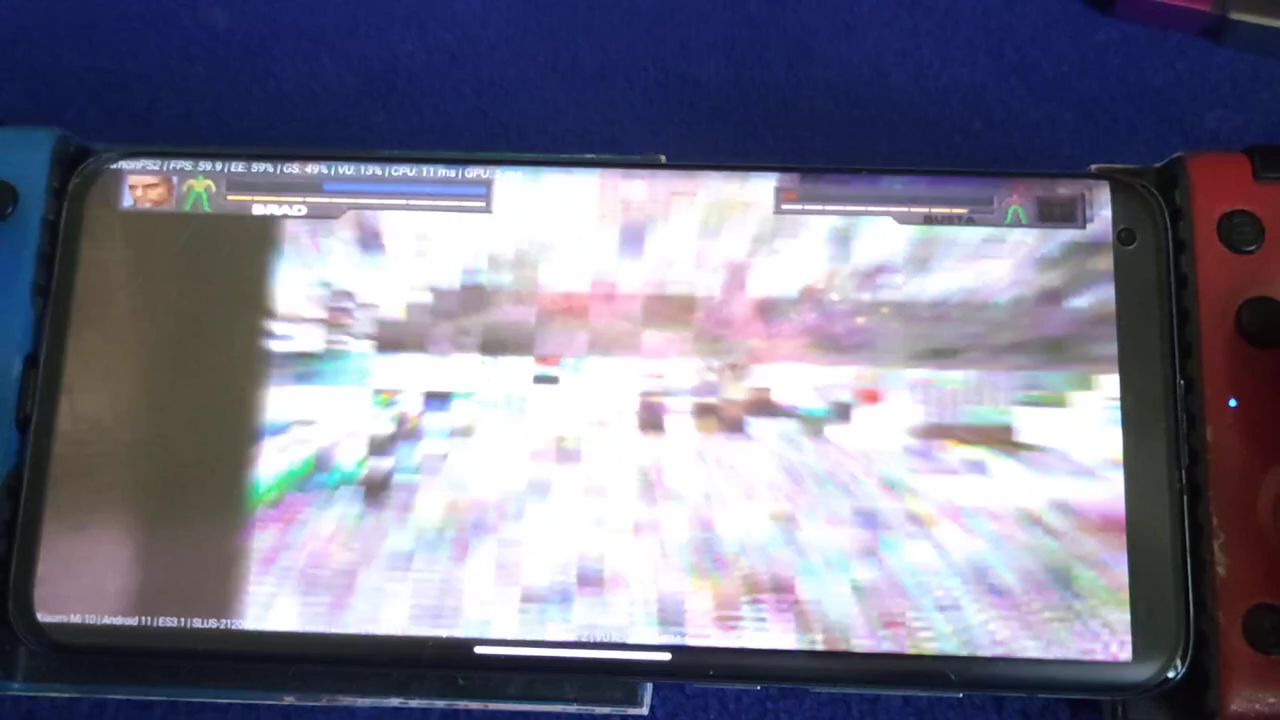 FPS: 59.9 | EE: 59% | GS: 49% | VU: 13% | CPU: 11 ms | GPU:
BRAD
BUSTA
Xiaomi Mi 10 | Android 11 | ES3.1 | SLUS-2120